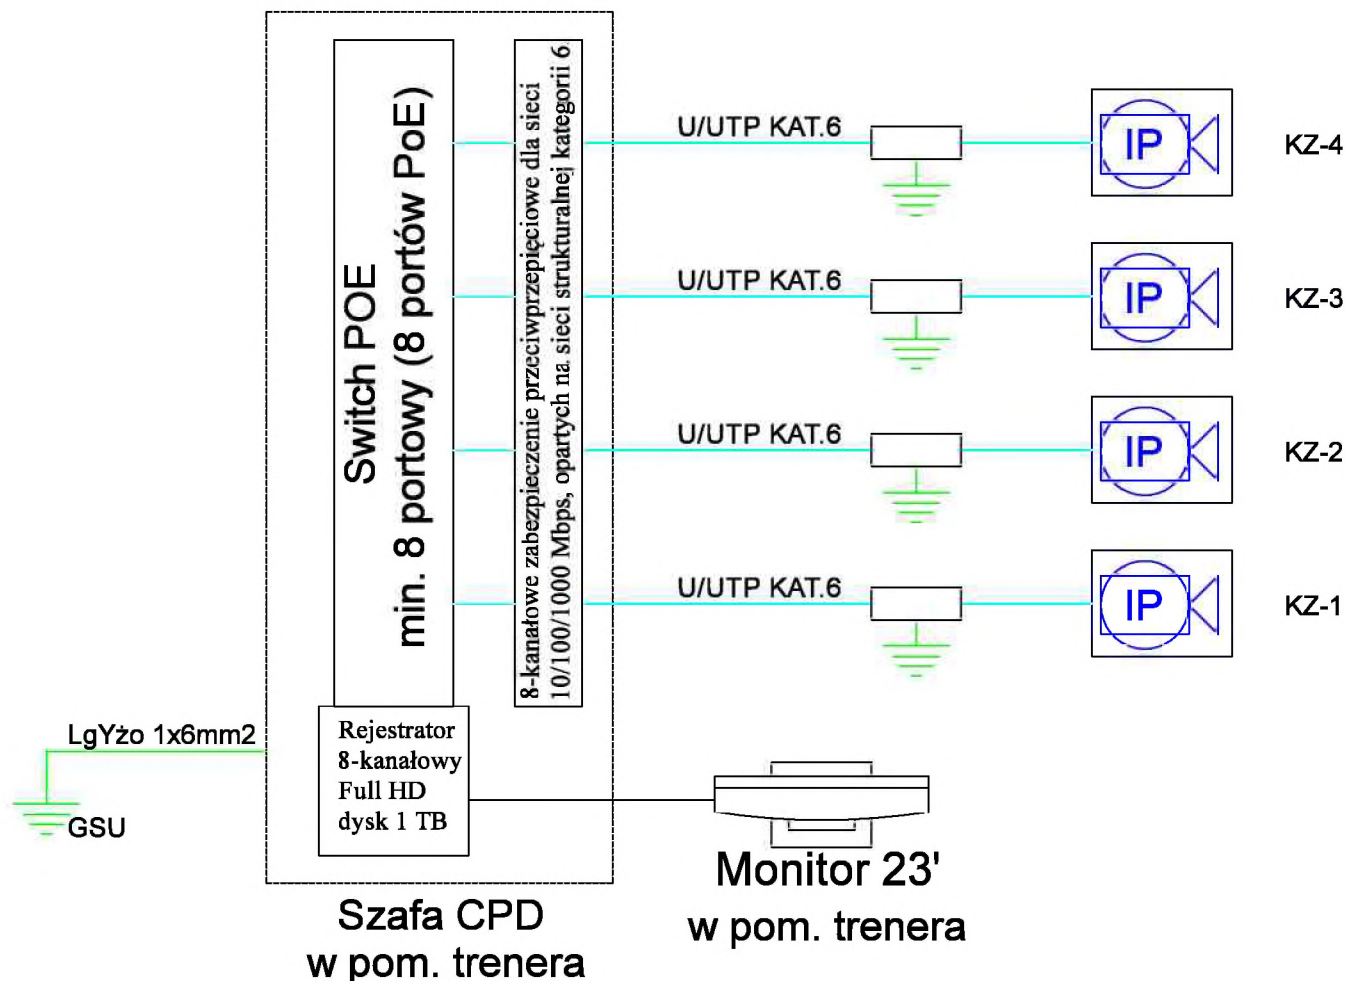 Switch POE
min. 8 portowy (8 portów PoE)
8-kanałowe zabezpieczenie przeciwprzepięciowe dla sieci
10/100/1000 Mbps, opartych na sieci strukturalnej kategorii 6
U/UTP KAT.6
IP
KZ-4
U/UTP KAT.6
IP
KZ-3
U/UTP KAT.6
IP
KZ-2
U/UTP KAT.6
IP
KZ-1
LgYżo 1x6mm2
GSU
Rejestrator
8-kanałowy
Full HD
dysk 1 TB
Monitor 23'
w pom. trenera
Szafa CPD
w pom. trenera